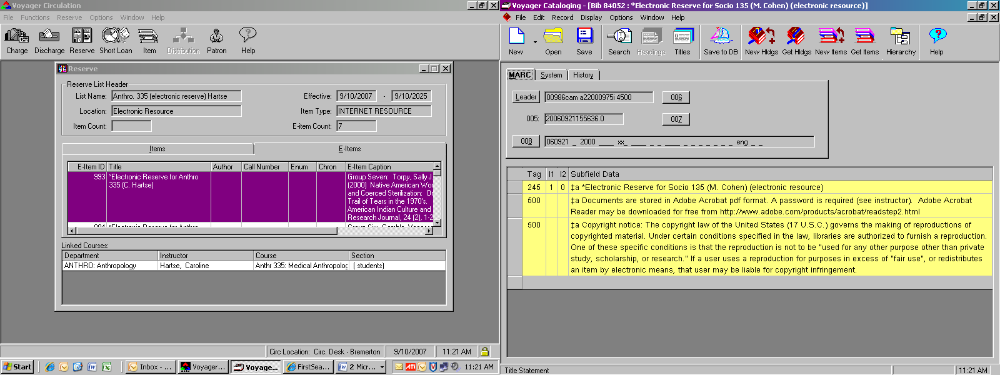 Voyager Circulation
File Functions Reserve Options Window Help
Charge Discharge Reserve Short Loan Item Distribution Patron Help
Reserve
Reserve List Header
List Name: Anthro. 335 (electronic reserve) Hartse Effective: 9/10/2007 - 9/10/2025
Location: Electronic Resource Item Type: INTERNET RESOURCE
Item Count: E-item Count: 7
Items E-Items
E-Item ID Title Author Call Number Enum Chron E-Item Caption
993 *Electronic Reserve for Anthro Group Seven: Torpy, Sally J.
335 (C. Hartse) (2000) Native American Wor
and Coerced Sterilization: On
Trail of Tears in the 1970's.
American Indian Culture and
Research Journal, 24 (2), 1-2
Linked Courses:
Department Instructor Course Section
ANTHRO: Anthropology Hartse, Caroline Anthr 335: Medical Anthropolog ( students)
Circ Location: Circ. Desk - Bremerton 9/10/2007 11:21 AM
Start Inbox - ... Voyager... Voyage... FirstSea... 2 Micr... 11:21 AM
Voyager Cataloging - [Bib 84052 : *Electronic Reserve for Socio 135 (M. Cohen) (electronic resource)]
File Edit Record Display Options Window Help
New Open Save Search Headings Titles Save to DB New Hldgs Get Hldgs New Items Get Items Hierarchy Help
MARC System History
Leader 00986cam a22000975i 4500 006
005: 20060921155636.0 007
008 060921 _ 2000 ____ xx_ ___ _ _ ___ _ _ _ _ _ _ eng _ _
Tag I1 I2 Subfield Data
245 1 0 ‡a *Electronic Reserve for Socio 135 (M. Cohen) (electronic resource)
500 ‡a Documents are stored in Adobe Acrobat pdf format. A password is required (see instructor). Adobe Acrobat
Reader may be downloaded for free from http://www.adobe.com/products/acrobat/readstep2.html
500 ‡a Copyright notice: The copyright law of the United States (17 U.S.C.) governs the making of reproductions of
copyrighted material. Under certain conditions specified in the law, libraries are authorized to furnish a reproduction.
One of these specific conditions is that the reproduction is not to be "used for any other purpose other than private
study, scholarship, or research." If a user uses a reproduction for purposes in excess of "fair use", or redistributes
an item by electronic means, that user may be liable for copyright infringement.
Title Statement 11:21 AM